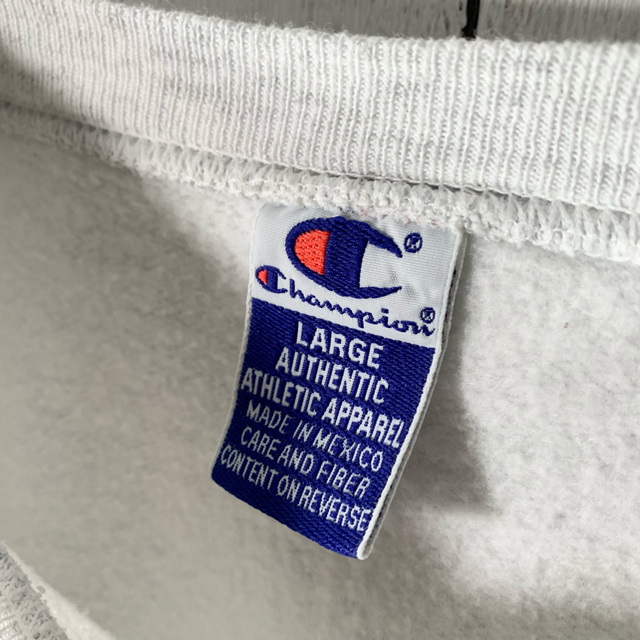 C®
Champion®
LARGE
AUTHENTIC
ATHLETIC APPAREL
MADE IN MEXICO
CARE AND FIBER
CONTENT ON REVERSE